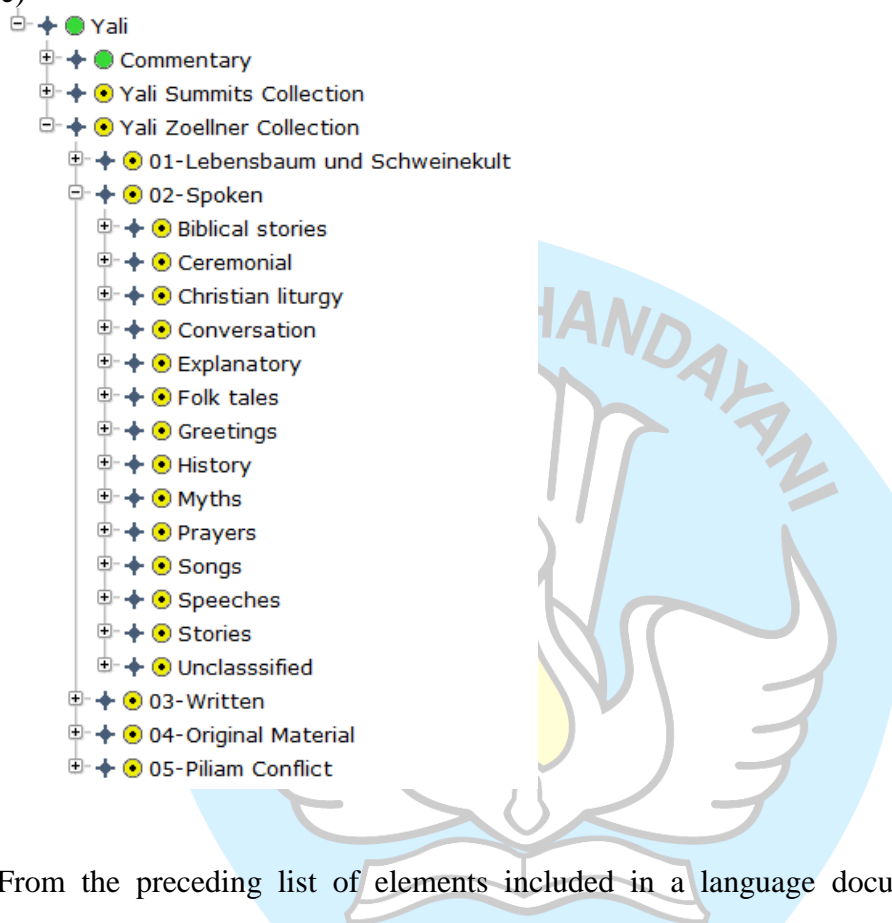 c)
Yali
Commentary
Yali Summits Collection
Yali Zoellner Collection
01-Lebensbaum und Schweinekult
02-Spoken
Biblical stories
Ceremonial
Christian liturgy
Conversation
Explanatory
Folk tales
Greetings
History
Myths
Prayers
Songs
Speeches
Stories
Unclasssified
03-Written
04-Original Material
05-Piliam Conflict
HANDAYANI
From the preceding list of elements included in a language docu